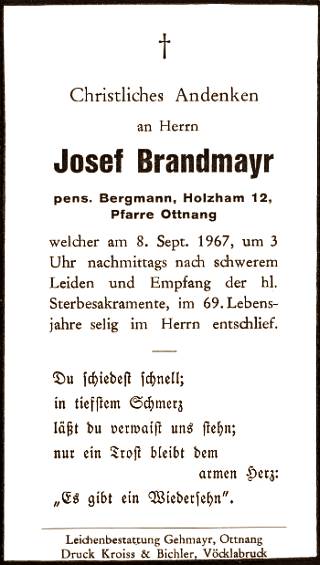 Christliches Andenken
an Herrn
Josef Brandmayr
pens. Bergmann, Holzham 12,
Pfarre Ottnang
welcher am 8. Sept. 1967, um 3
Uhr nachmittags nach schwerem
Leiden und Empfang der hl.
Sterbesakramente, im 69. Lebens-
jahre selig im Herrn entschlief.
Du schiedest schnell;
in tiefstem Schmerz
läßt du verwaist uns stehn;
nur ein Trost bleibt dem
armen Herz:
„Es gibt ein Wiedersehn".
Leichenbestattung Gehmayr, Ottnang
Druck Kroiss & Bichler, Vöcklabruck